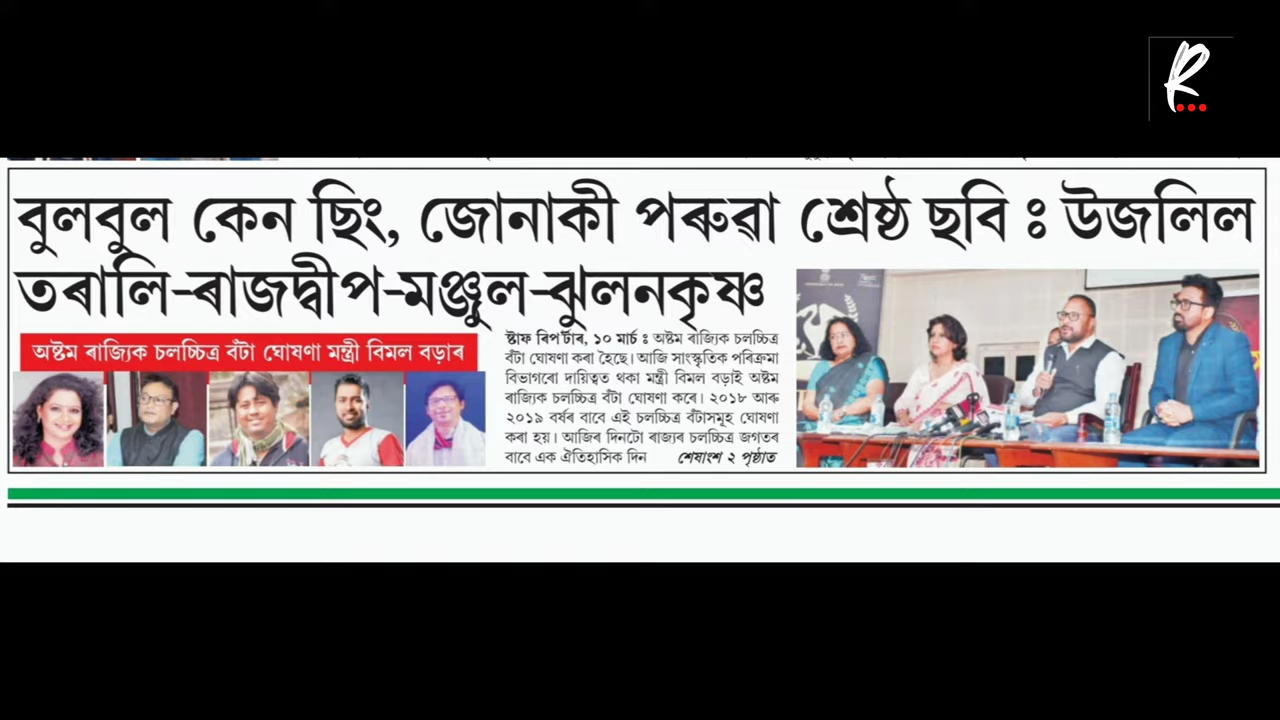 বুলবুল কেন ছিং, জোনাকী পৰুৱা শ্ৰেষ্ঠ ছবি ঃ উজলিল
তৰালি-ৰাজদ্বীপ-মঞ্জুল-ঝুলনকৃষ্ণ
অষ্টম ৰাজ্যিক চলচ্চিত্ৰ বঁটা ঘোষণা মন্ত্ৰী বিমল বড়াৰ
ষ্টাফ ৰিপ'ৰ্টাৰ, ১০ মাৰ্চ ঃ অষ্টম ৰাজ্যিক চলচ্চিত্ৰ
বঁটা ঘোষণা কৰা হৈছে। আজি সাংস্কৃতিক পৰিক্ৰমা
বিভাগৰো দায়িত্বত থকা মন্ত্ৰী বিমল বড়াই অষ্টম
ৰাজ্যিক চলচ্চিত্ৰ বঁটা ঘোষণা কৰে। ২০১৮ আৰু
২০১৯ বৰ্ষৰ বাবে এই চলচ্চিত্ৰ বঁটাসমূহ ঘোষণা
কৰা হয়। আজিৰ দিনটো ৰাজ্যৰ চলচ্চিত্ৰ জগতৰ
বাবে এক ঐতিহাসিক দিন শেষাংশ ২ পৃষ্ঠাত
R...